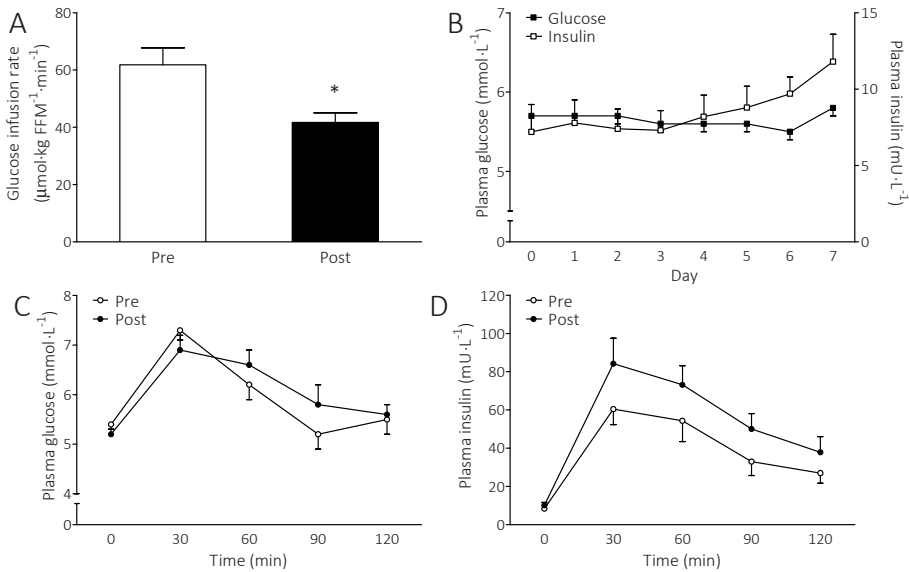 A
Glucose infusion rate
(µmol·kg FFM⁻¹·min⁻¹)
80
60
40
20
0
*
Pre
Post
B
Glucose
Insulin
Plasma glucose (mmol·L⁻¹)
7
6
5
0
Plasma insulin
(mU·L⁻¹)
15
10
5
0
0 1 2 3 4 5 6 7
Day
C
Pre
Post
Plasma glucose (mmol·L⁻¹)
8
7
6
5
4
0
0 30 60 90 120
Time (min)
D
Pre
Post
Plasma insulin (mU·L⁻¹)
120
100
80
60
40
20
0
0 30 60 90 120
Time (min)